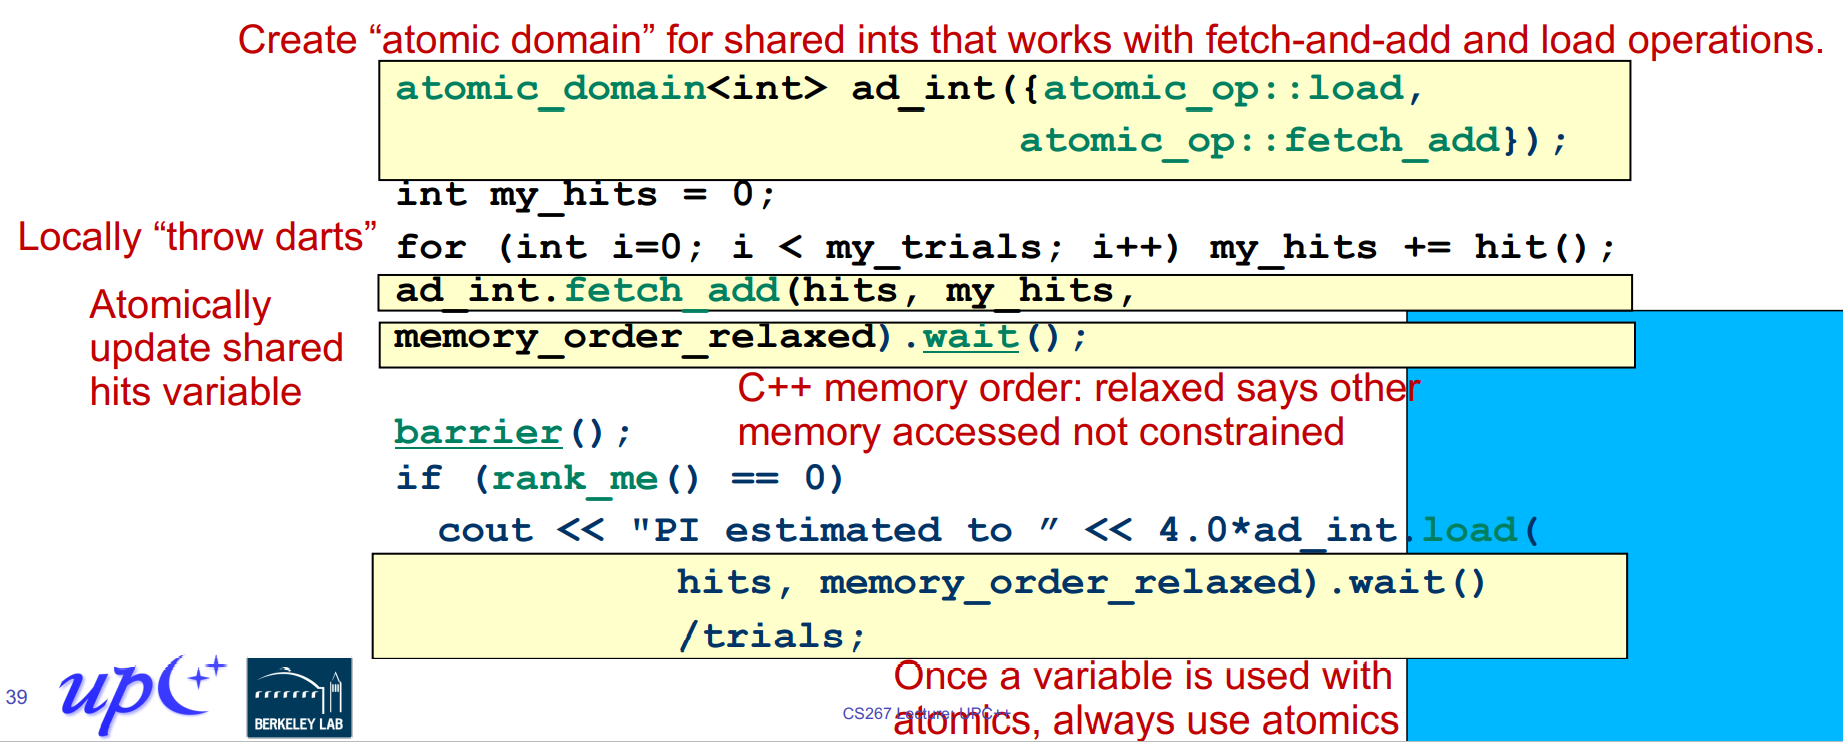 Create “atomic domain” for shared ints that works with fetch-and-add and load operations.
atomic_domain<int> ad_int({atomic_op::load,
atomic_op::fetch_add});
int my_hits = 0;
Locally “throw darts”
for (int i=0; i < my_trials; i++) my_hits += hit();
Atomically
update shared
hits variable
ad_int.fetch_add(hits, my_hits,
memory_order_relaxed).wait();
C++ memory order: relaxed says other
memory accessed not constrained
barrier();
if (rank_me() == 0)
cout << "PI estimated to ” << 4.0*ad_int.load(
hits, memory_order_relaxed).wait()
/trials;
Once a variable is used with
atomics, always use atomics
39
upC++
BERKELEY LAB
CS267 Lecture: UPC++